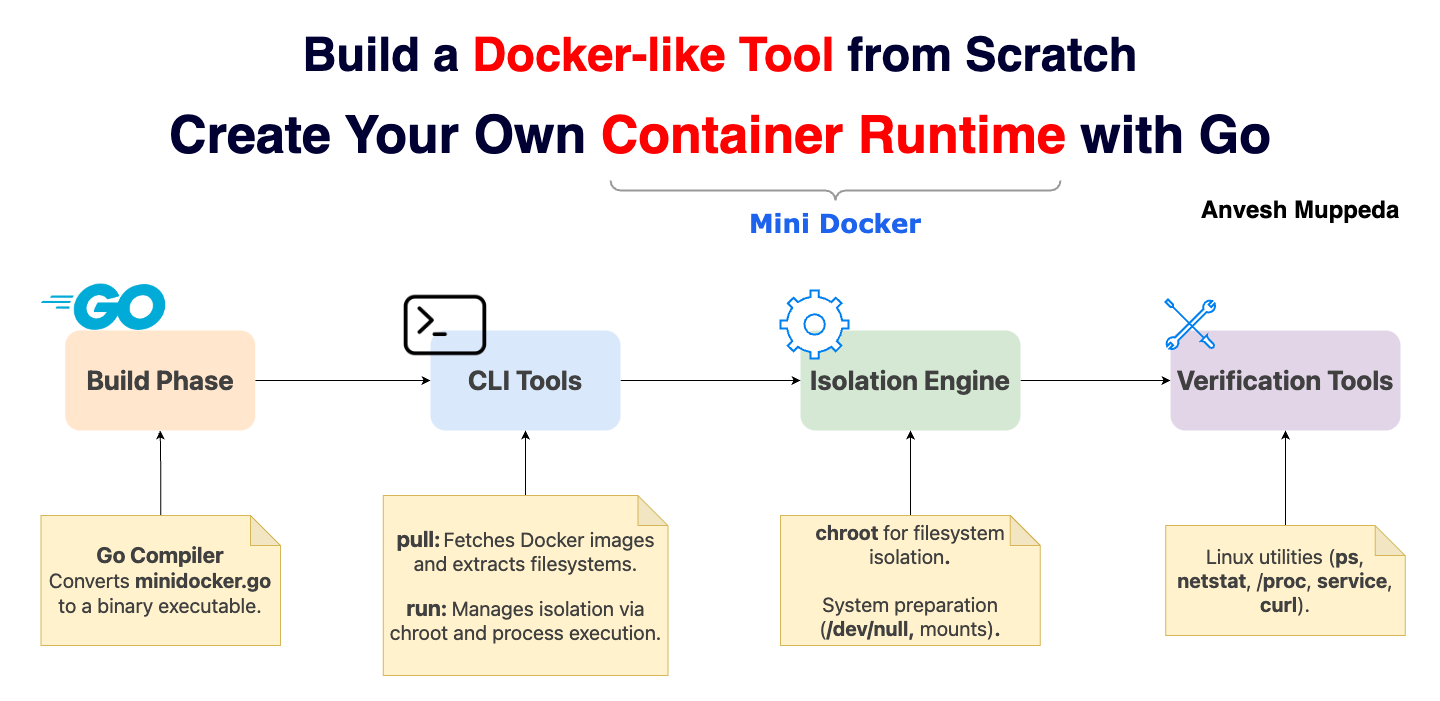 Build a Docker-like Tool from Scratch
Create Your Own Container Runtime with Go
Mini Docker
Anvesh Muppeda
GO
>_
Build Phase
CLI Tools
Isolation Engine
Verification Tools
Go Compiler
Converts minidocker.go
to a binary executable.
pull: Fetches Docker images
and extracts filesystems.
run: Manages isolation via
chroot and process execution.
chroot for filesystem
isolation.
System preparation
(/dev/null, mounts).
Linux utilities (ps,
netstat, /proc, service,
curl).